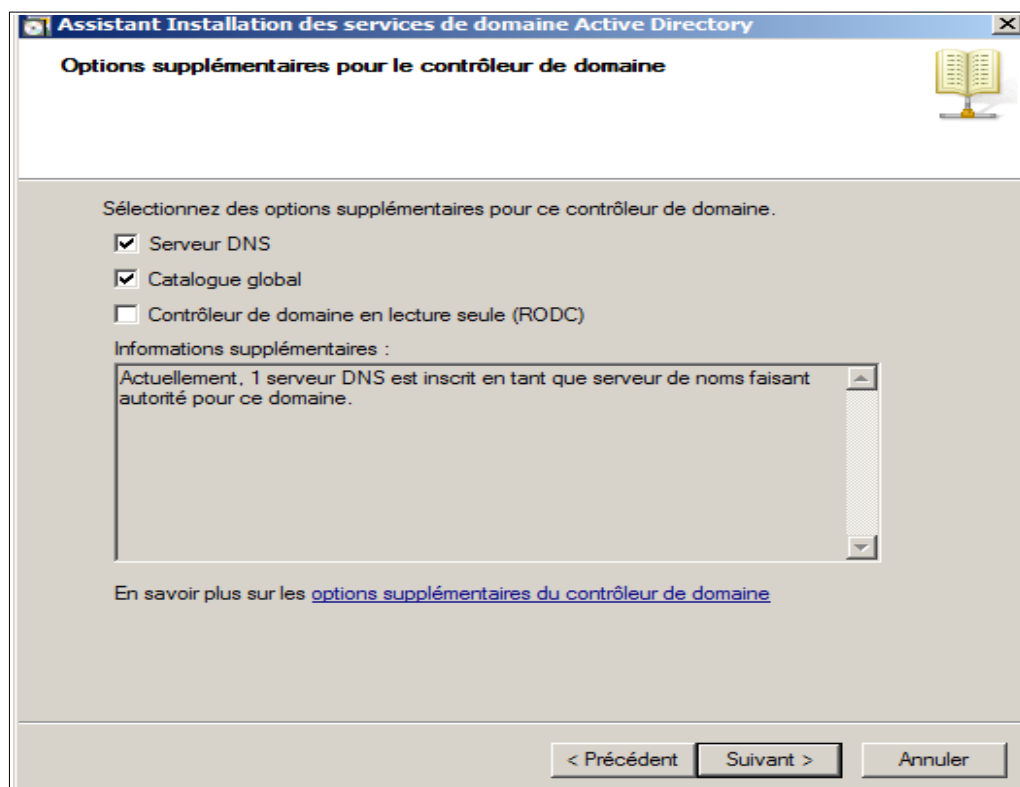 Assistant Installation des services de domaine Active Directory
Options supplémentaires pour le contrôleur de domaine
Sélectionnez des options supplémentaires pour ce contrôleur de domaine.
Serveur DNS
Catalogue global
Contrôleur de domaine en lecture seule (RODC)
Informations supplémentaires :
Actuellement, 1 serveur DNS est inscrit en tant que serveur de noms faisant
autorité pour ce domaine.
En savoir plus sur les options supplémentaires du contrôleur de domaine
< Précédent Suivant > Annuler